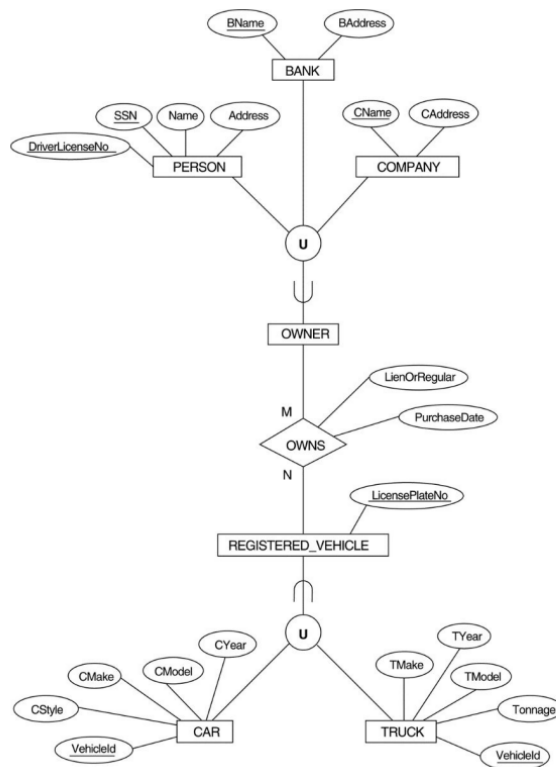 BName
BAddress
BANK
SSN
Name
Address
CName
CAddress
DriverLicenseNo
PERSON
COMPANY
U
OWNER
LienOrRegular
M
PurchaseDate
OWNS
N
LicensePlateNo
REGISTERED_VEHICLE
U
CYear
TYear
CModel
TMake
CMake
TModel
CStyle
Tonnage
VehicleId
CAR
TRUCK
VehicleId